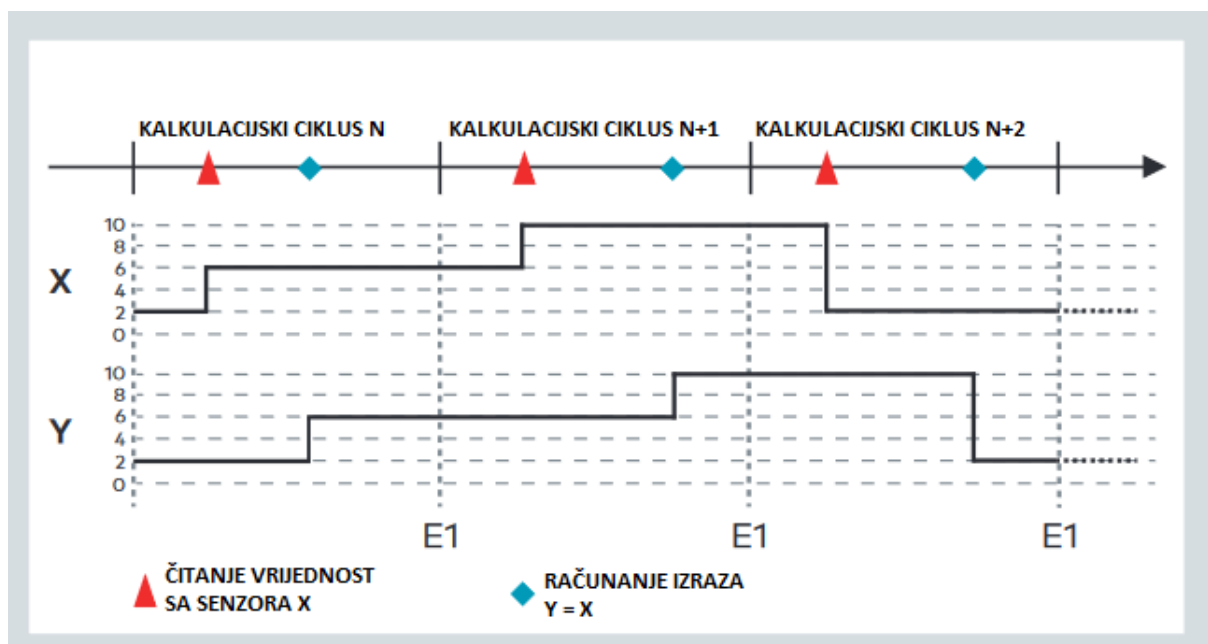 KALKULACIJSKI CIKLUS N KALKULACIJSKI CIKLUS N+1 KALKULACIJSKI CIKLUS N+2
10
8
6
X
4
2
0
10
8
6
Y
4
2
0
E1 E1 E1
ČITANJE VRIJEDNOST
SA SENZORA X
RAČUNANJE IZRAZA
Y = X